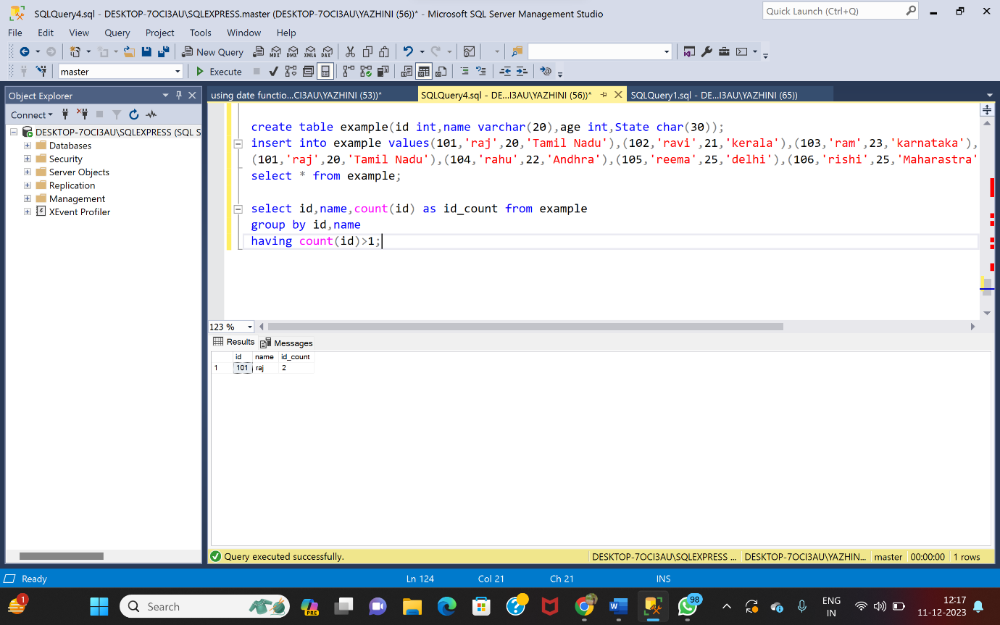 SQLQuery4.sql - DESKTOP-7OCI3AU\SQLEXPRESS.master (DESKTOP-7OCI3AU\YAZHINI (56))* - Microsoft SQL Server Management Studio
Quick Launch (Ctrl+Q)
File Edit View Query Project Tools Window Help
New Query MDX DMX XMLA DAX
master Execute
Object Explorer
using date functio...CI3AU\YAZHINI (53))* SQLQuery4.sql - DE...I3AU\YAZHINI (56))* SQLQuery1.sql - DE...I3AU\YAZHINI (65))
Connect
DESKTOP-7OCI3AU\SQLEXPRESS (SQL S
Databases
Security
Server Objects
Replication
Management
XEvent Profiler
create table example(id int,name varchar(20),age int,State char(30));
insert into example values(101,'raj',20,'Tamil Nadu'),(102,'ravi',21,'kerala'),(103,'ram',23,'karnataka'),
(101,'raj',20,'Tamil Nadu'),(104,'rahu',22,'Andhra'),(105,'reema',25,'delhi'),(106,'rishi',25,'Maharastra'
select * from example;
select id,name,count(id) as id_count from example
group by id,name
having count(id)>1;
123 %
Results Messages
id name id_count
1 101 raj 2
Query executed successfully.
DESKTOP-7OCI3AU\SQLEXPRESS ... DESKTOP-7OCI3AU\YAZHIN... master 00:00:00 1 rows
Ready Ln 124 Col 21 Ch 21 INS
1 Search PRE 98 ENG 12:17
IN 11-12-2023